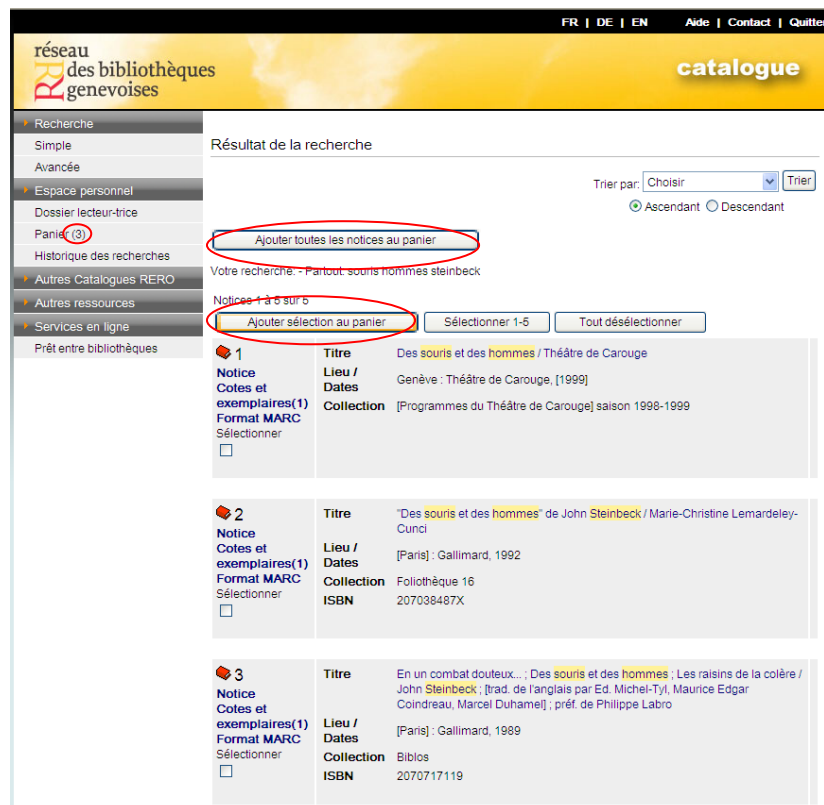 FR | DE | EN Aide | Contact | Quitter
réseau
des bibliothèques
genevoises
catalogue
Recherche
Simple
Avancée
Espace personnel
Dossier lecteur-trice
Panier (3)
Historique des recherches
Autres Catalogues RERO
Autres ressources
Services en ligne
Prêt entre bibliothèques
Résultat de la recherche
Trier par: Choisir Trier
Ascendant Descendant
Ajouter toutes les notices au panier
Votre recherche: - Partout: souris hommes steinbeck
Notices 1 à 5 sur 5
Ajouter sélection au panier Sélectionner 1-5 Tout désélectionner
1
Notice
Cotes et
exemplaires(1)
Format MARC
Sélectionner
Titre Des souris et des hommes / Théâtre de Carouge
Lieu / Dates Genève : Théâtre de Carouge, [1999]
Collection [Programmes du Théâtre de Carouge] saison 1998-1999
2
Notice
Cotes et
exemplaires(1)
Format MARC
Sélectionner
Titre "Des souris et des hommes" de John Steinbeck / Marie-Christine Lemardeley-
Cunci
Lieu / Dates [Paris] : Gallimard, 1992
Collection Foliothèque 16
ISBN 207038487X
3
Notice
Cotes et
exemplaires(1)
Format MARC
Sélectionner
Titre En un combat douteux... ; Des souris et des hommes ; Les raisins de la colère /
John Steinbeck ; [trad. de l'anglais par Ed. Michel-Tyl, Maurice Edgar
Coindreau, Marcel Duhamel] ; préf. de Philippe Labro
Lieu / Dates [Paris] : Gallimard, 1989
Collection Biblos
ISBN 2070717119